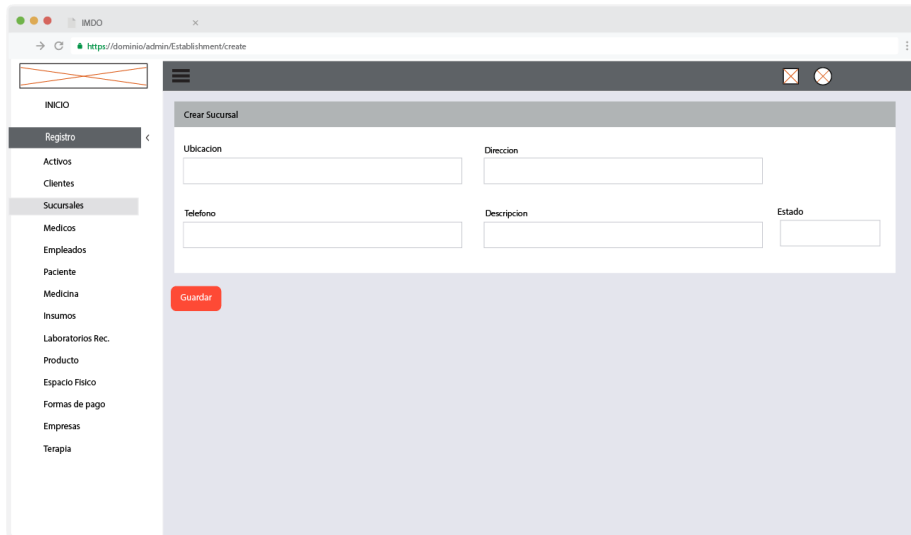 IMDO
https://dominio/admin/Establishment/create
INICIO
Registro
Activos
Clientes
Sucursales
Medicos
Empleados
Paciente
Medicina
Insumos
Laboratorios Rec.
Producto
Espacio Fisico
Formas de pago
Empresas
Terapia
Crear Sucursal
Ubicacion
Direccion
Telefono
Descripcion
Estado
Guardar